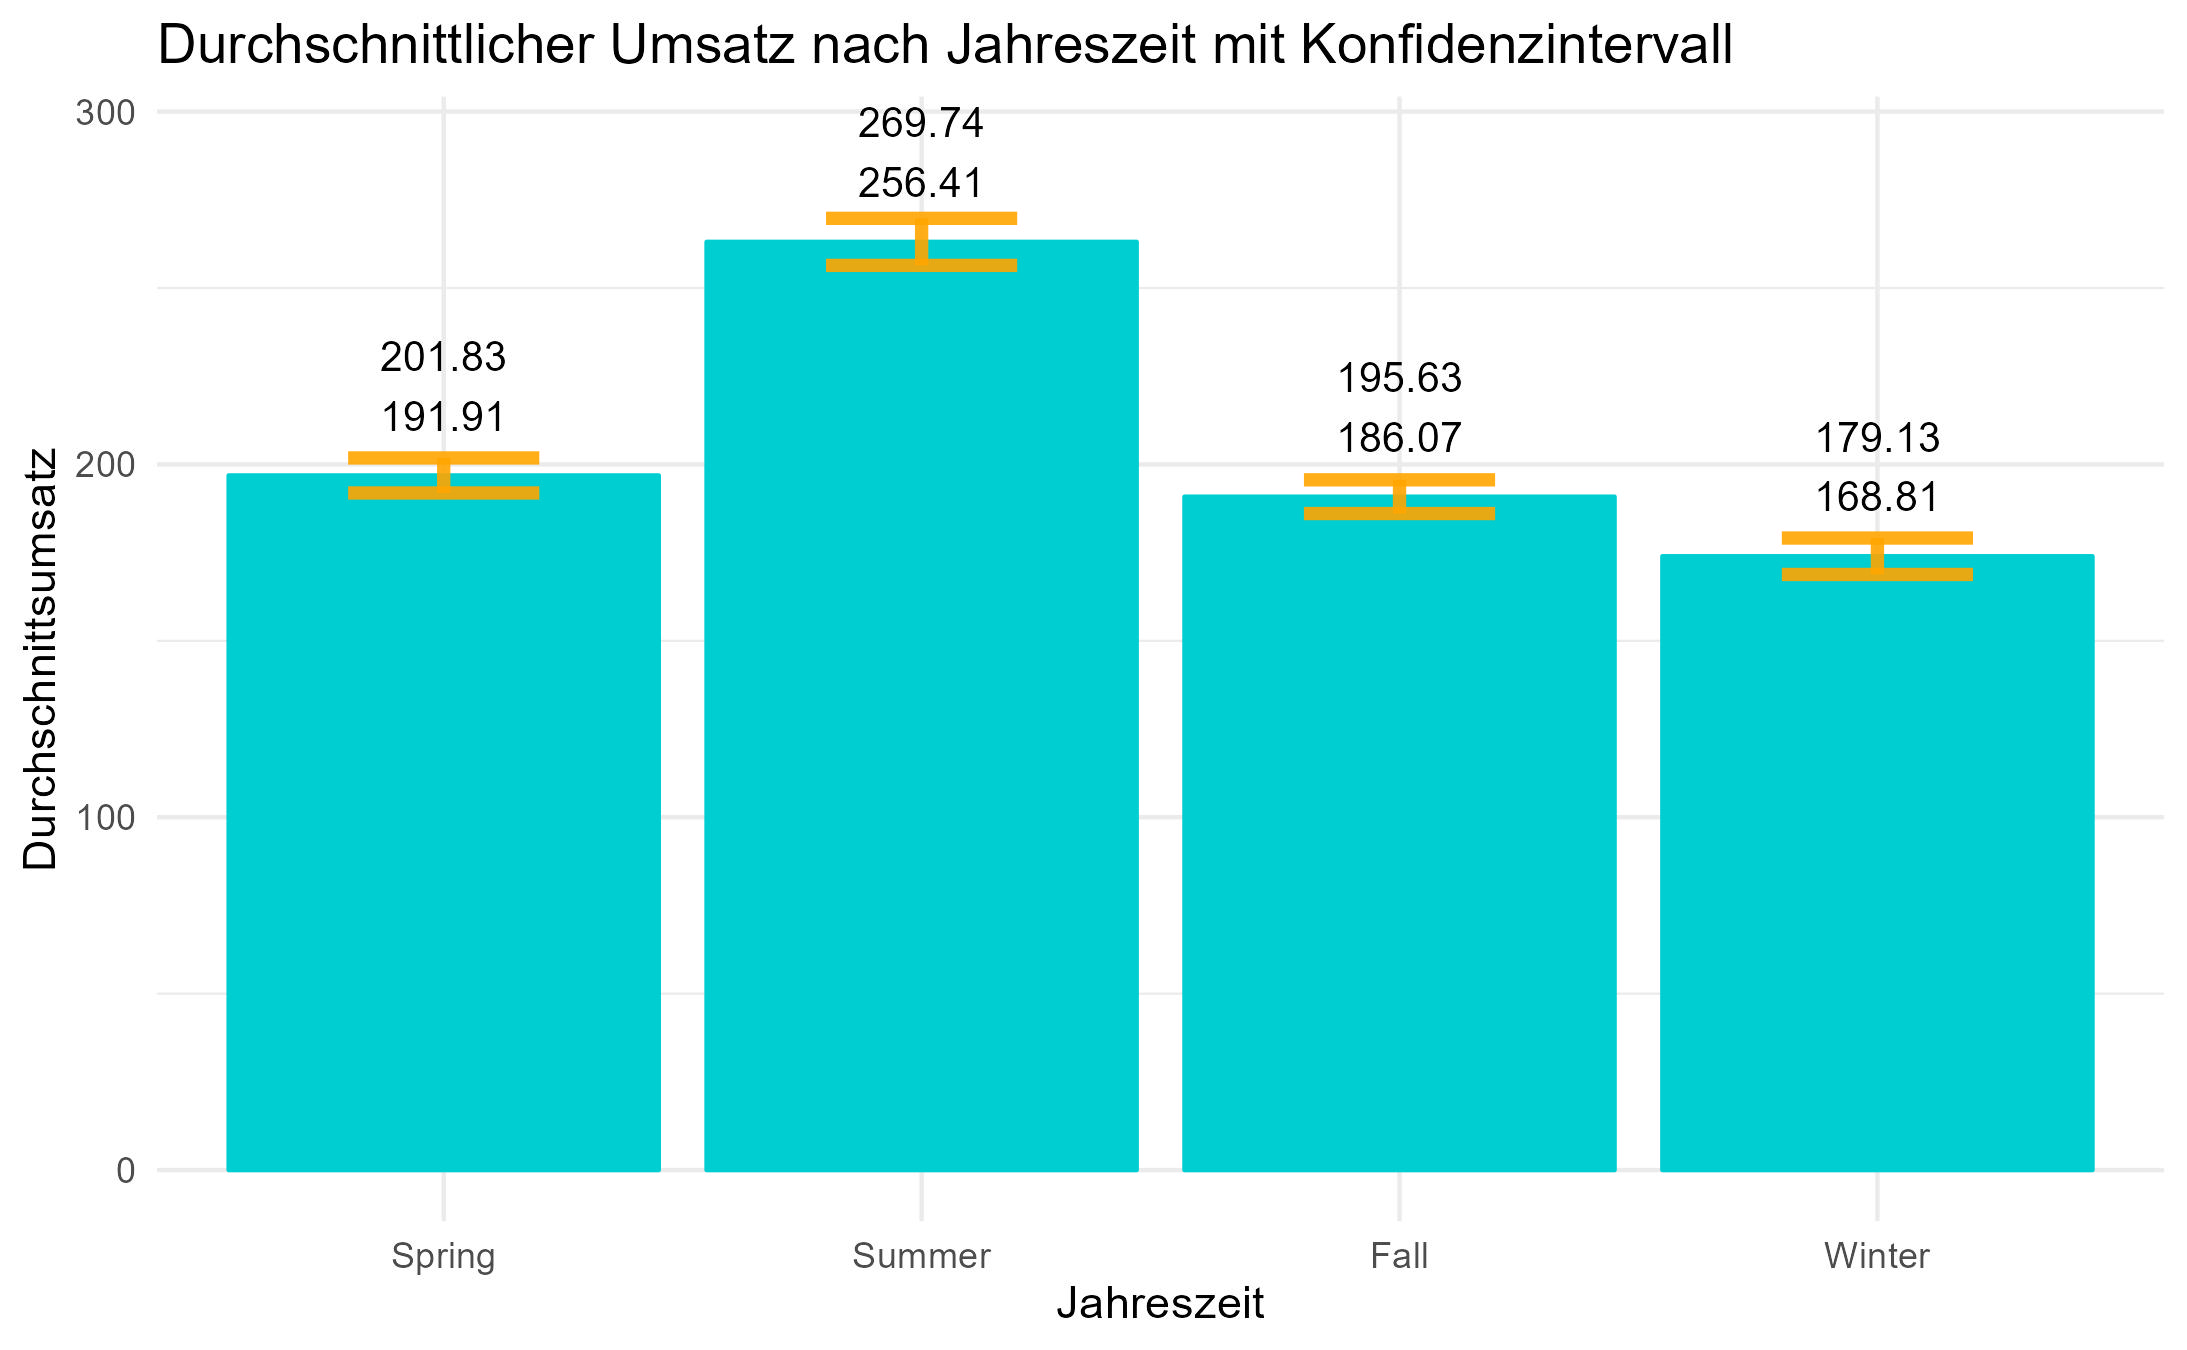 Durchschnittlicher Umsatz nach Jahreszeit mit Konfidenzintervall
Durchschnittsumsatz
300
200
100
0
201.83
191.91
269.74
256.41
195.63
186.07
179.13
168.81
Spring
Summer
Fall
Winter
Jahreszeit